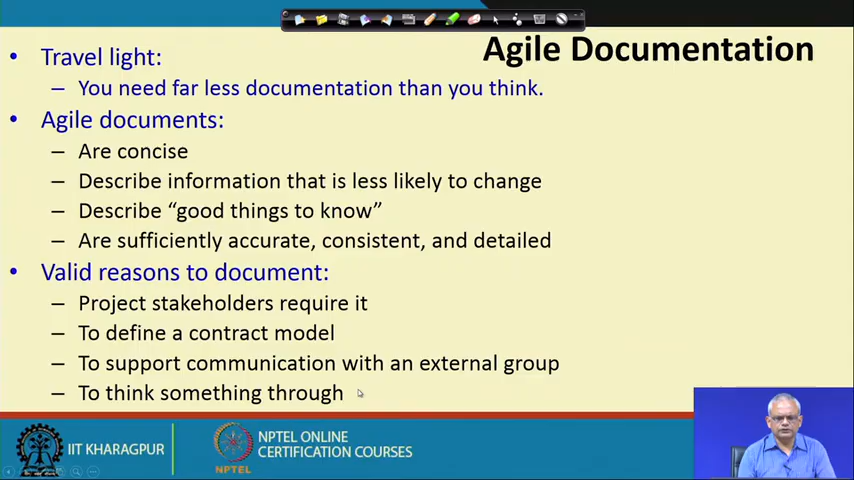 Agile Documentation
• Travel light:
– You need far less documentation than you think.
• Agile documents:
– Are concise
– Describe information that is less likely to change
– Describe “good things to know”
– Are sufficiently accurate, consistent, and detailed
• Valid reasons to document:
– Project stakeholders require it
– To define a contract model
– To support communication with an external group
– To think something through
IIT KHARAGPUR
NPTEL
NPTEL ONLINE
CERTIFICATION COURSES